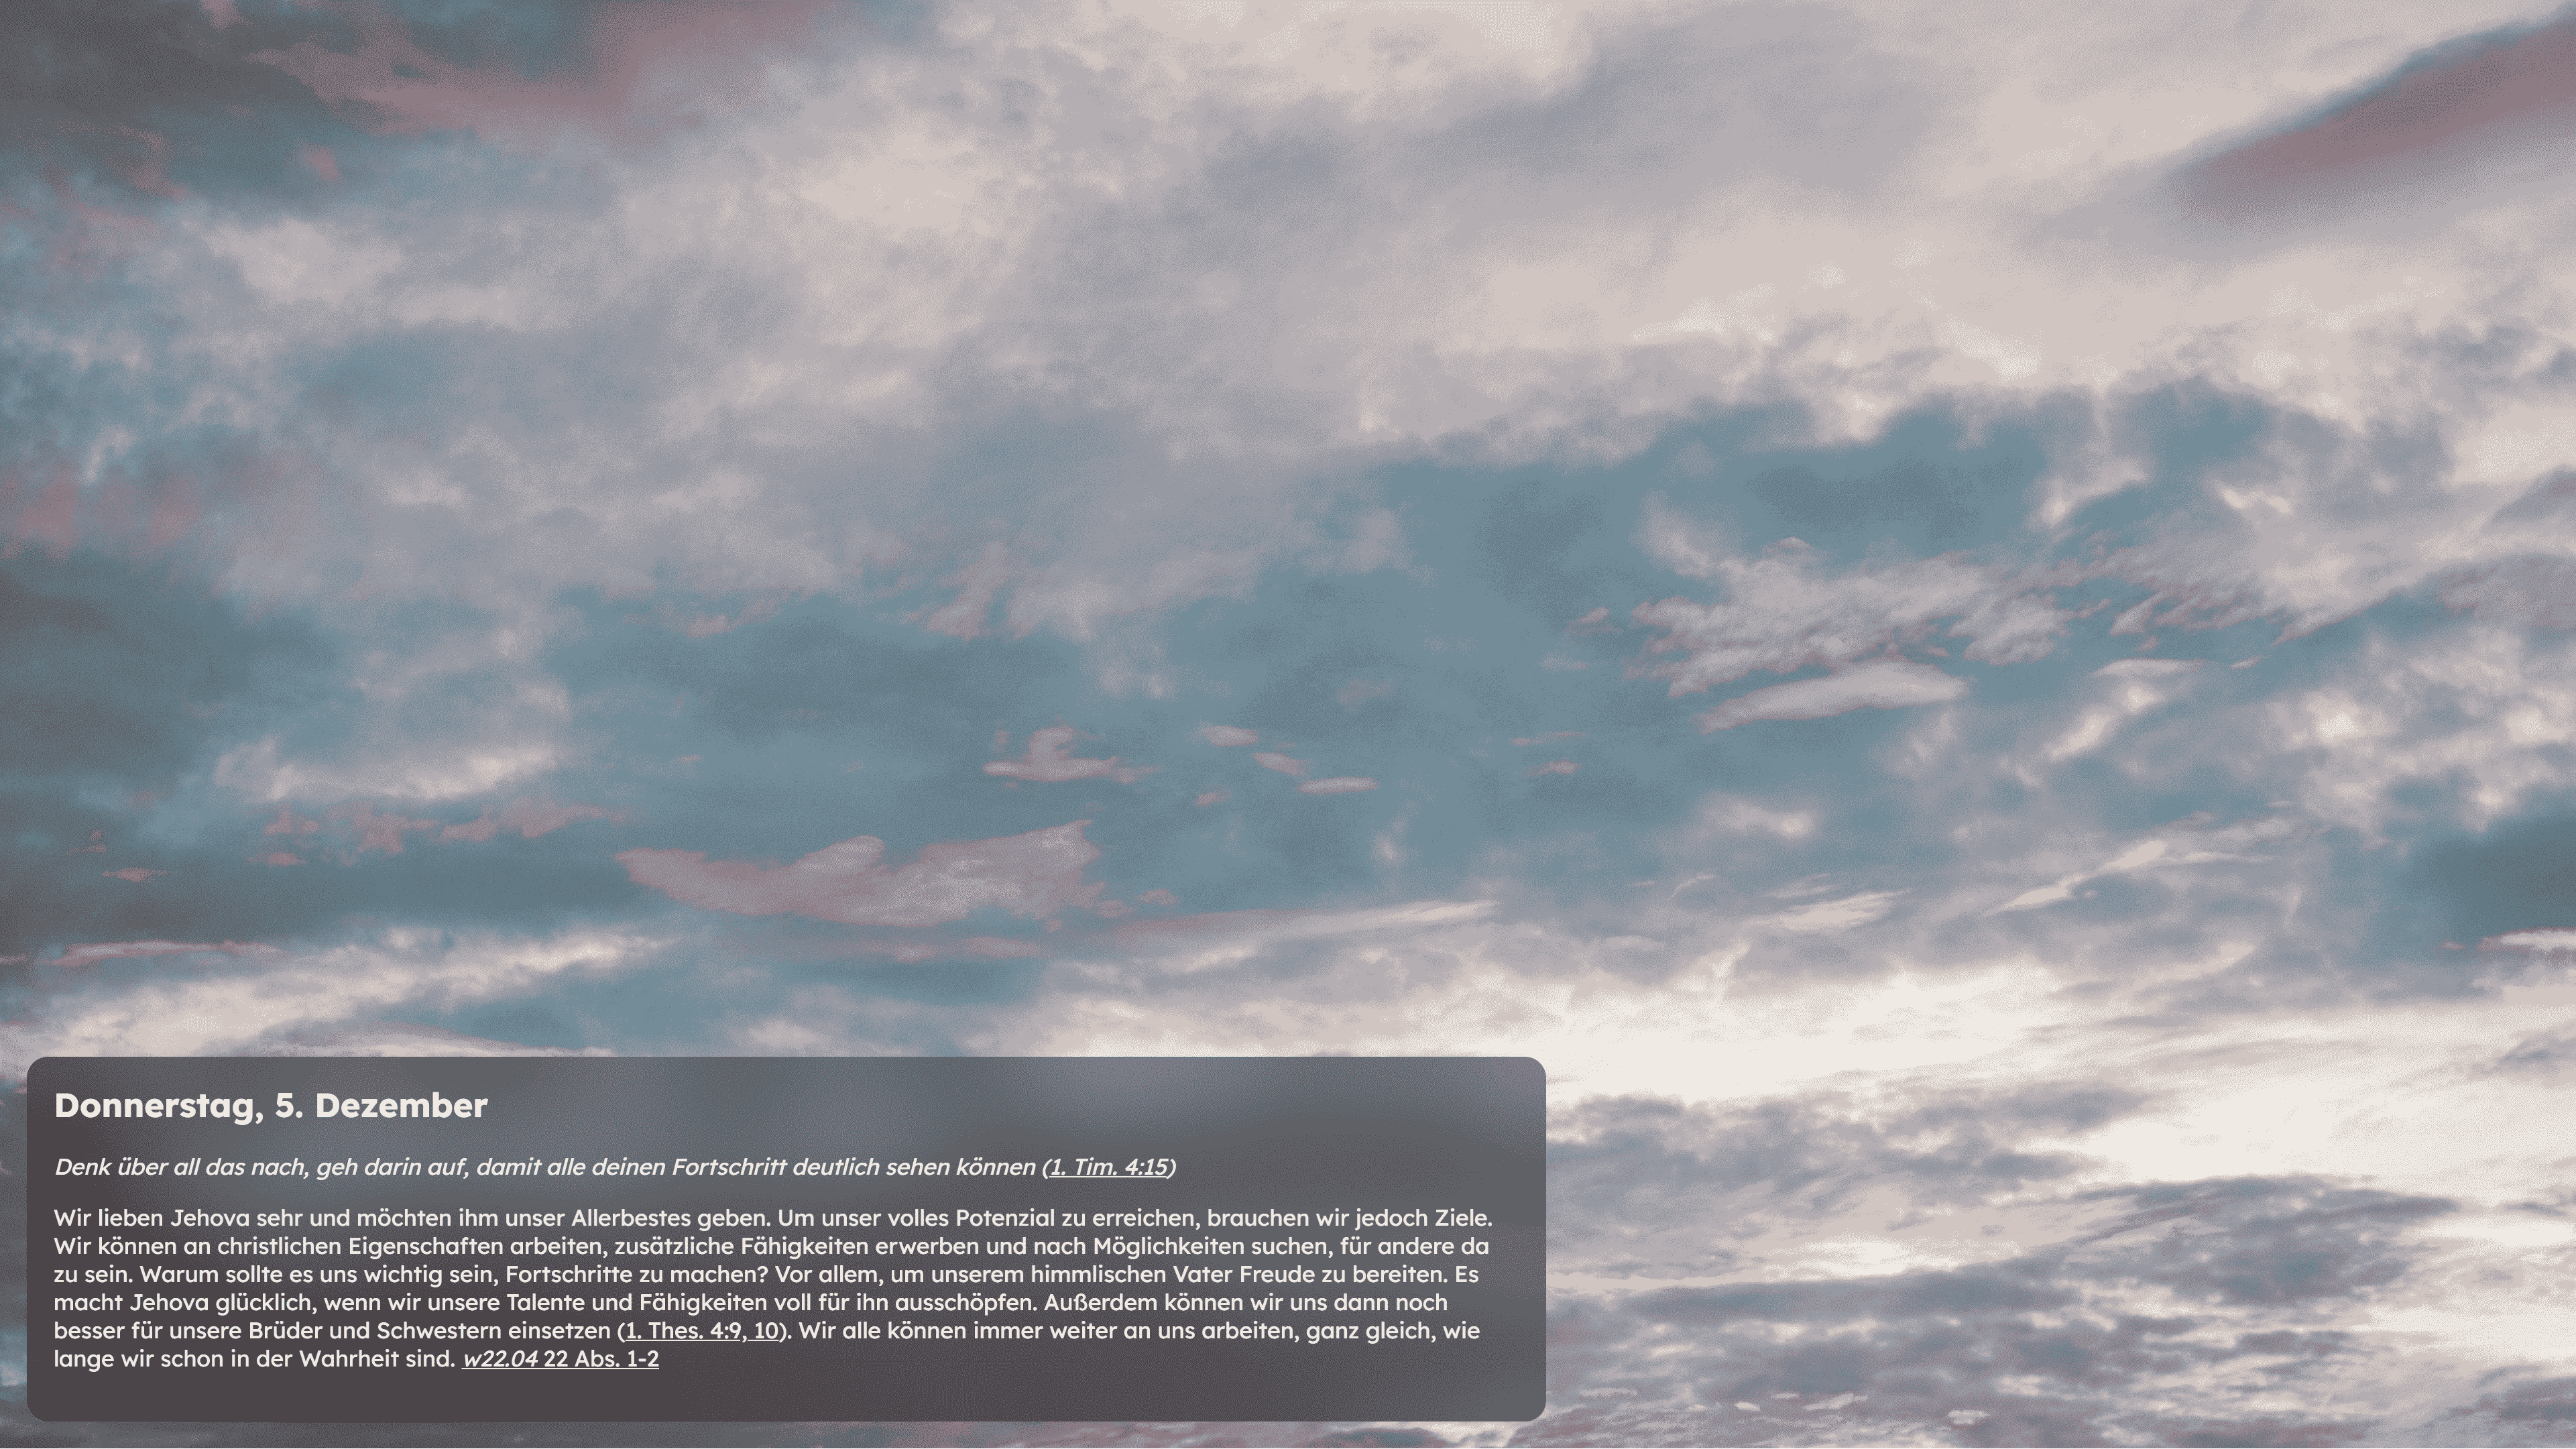 Donnerstag, 5. Dezember
Denk über all das nach, geh darin auf, damit alle deinen Fortschritt deutlich sehen können (1. Tim. 4:15)
Wir lieben Jehova sehr und möchten ihm unser Allerbestes geben. Um unser volles Potenzial zu erreichen, brauchen wir jedoch Ziele.
Wir können an christlichen Eigenschaften arbeiten, zusätzliche Fähigkeiten erwerben und nach Möglichkeiten suchen, für andere da
zu sein. Warum sollte es uns wichtig sein, Fortschritte zu machen? Vor allem, um unserem himmlischen Vater Freude zu bereiten. Es
macht Jehova glücklich, wenn wir unsere Talente und Fähigkeiten voll für ihn ausschöpfen. Außerdem können wir uns dann noch
besser für unsere Brüder und Schwestern einsetzen (1. Thes. 4:9, 10). Wir alle können immer weiter an uns arbeiten, ganz gleich, wie
lange wir schon in der Wahrheit sind. w22.04 22 Abs. 1-2